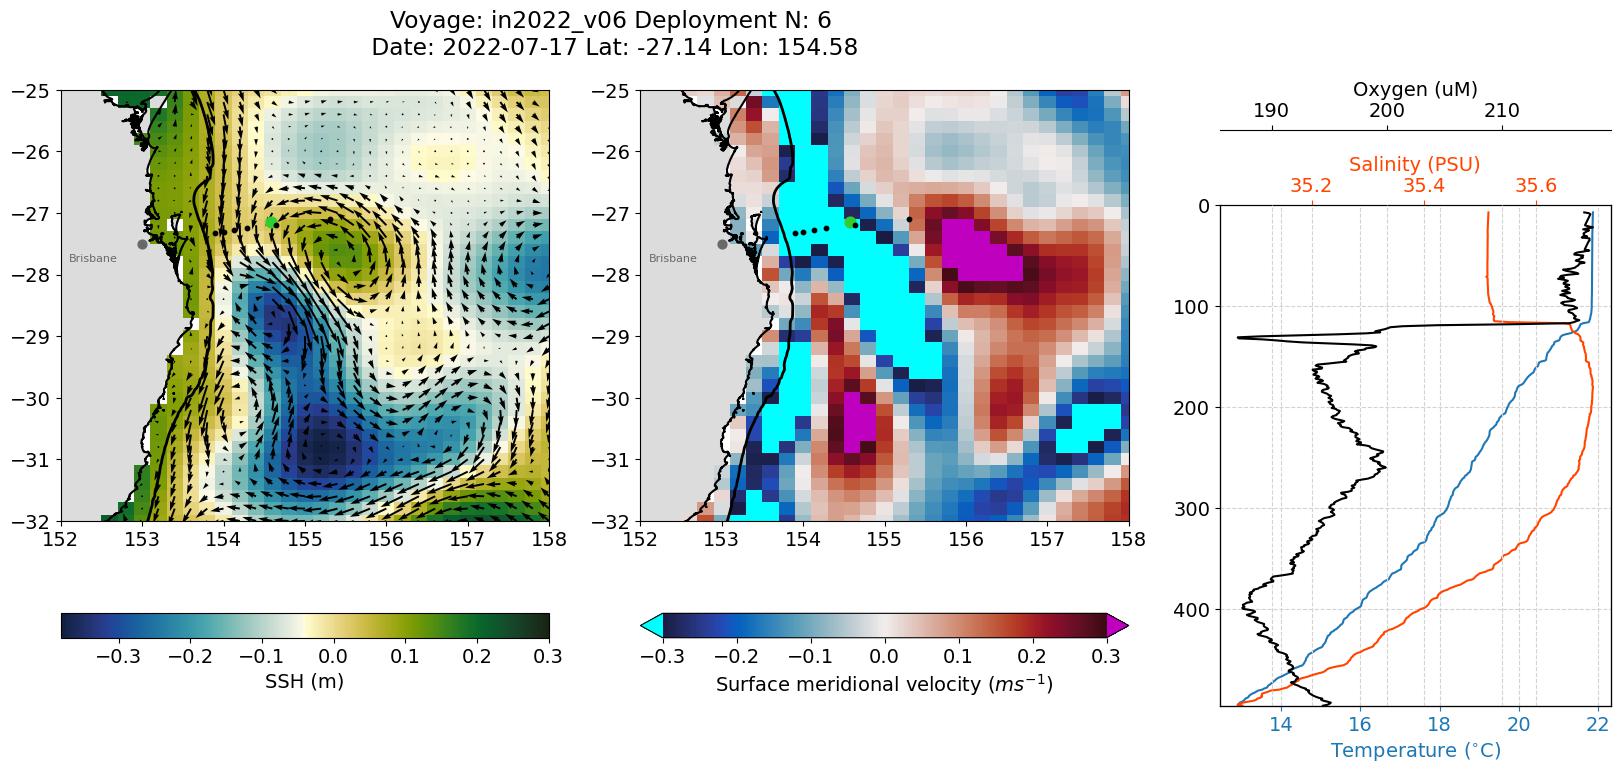 Voyage: in2022_v06 Deployment N: 6
Date: 2022-07-17 Lat: -27.14 Lon: 154.58
−25
−26
−27
−28
−29
−30
−31
−32
152 153 154 155 156 157 158
Brisbane
−0.3 −0.2 −0.1 0.0 0.1 0.2 0.3
SSH (m)
−25
−26
−27
−28
−29
−30
−31
−32
152 153 154 155 156 157 158
Brisbane
−0.3 −0.2 −0.1 0.0 0.1 0.2 0.3
Surface meridional velocity (ms⁻¹)
Oxygen (uM)
190 200 210
Salinity (PSU)
35.2 35.4 35.6
0
100
200
300
400
14 16 18 20 22
Temperature (°C)